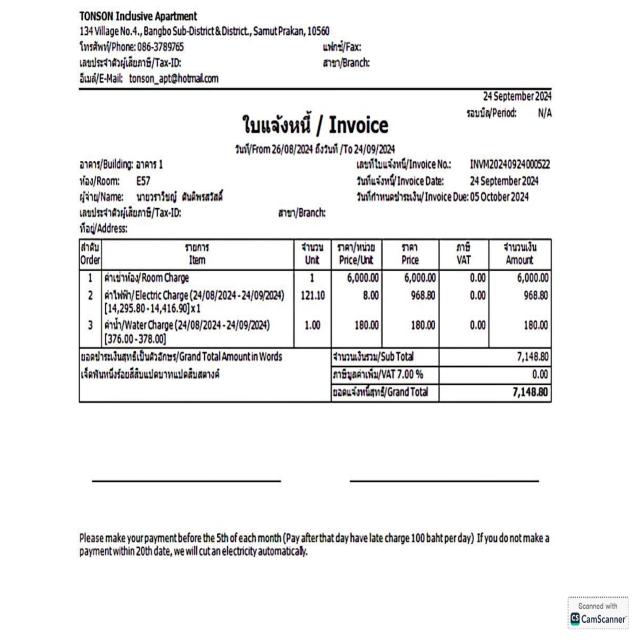 TONSON Inclusive Apartment
134 Village No.4., Bangbo Sub-District & District., Samut Prakan, 10560
โทรศัพท์/Phone: 086-3789765 แฟกซ์/Fax:
เลขประจำตัวผู้เสียภาษี/Tax-ID: สาขา/Branch:
อีเมล์/E-Mail: tonson_apt@hotmail.com
24 September 2024
รอบบิล/Period: N/A
ใบแจ้งหนี้ / Invoice
วันที่/From 26/08/2024 ถึงวันที่ /To 24/09/2024
อาคาร/Building: อาคาร 1 เลขที่ใบแจ้งหนี้/Invoice No.: INVM20240924000522
ห้อง/Room: E57 วันที่แจ้งหนี้/Invoice Date: 24 September 2024
ผู้จ่าย/Name: นายวราวิชญ์ วันที่กำหนดชำระเงิน/Invoice Due: 05 October 2024
เลขประจำตัวผู้เสียภาษี/Tax-ID: สาขา/Branch:
ที่อยู่/Address:
ลำดับ รายการ จำนวน ราคา/หน่วย ราคา ภาษี จำนวนเงิน
Order Item Unit Price/Unit Price VAT Amount
1 ค่าเช่าห้อง/Room Charge 1 6,000.00 6,000.00 0.00 6,000.00
2 ค่าไฟฟ้า/Electric Charge (24/08/2024 - 24/09/2024) 121.10 8.00 968.80 0.00 968.80
[14,295.80 - 14,416.90] x 1
3 ค่าน้ำ/Water Charge (24/08/2024 - 24/09/2024) 1.00 180.00 180.00 0.00 180.00
[376.00 - 378.00]
ยอดชำระเงินสุทธิเป็นตัวอักษร/Grand Total Amount in Words จำนวนเงินรวม/Sub Total 7,148.80
เจ็ดพันหนึ่งร้อยสี่สิบแปดบาทแปดสิบสตางค์ ภาษีมูลค่าเพิ่ม/VAT 7.00 % 0.00
ยอดแจ้งหนี้สุทธิ/Grand Total 7,148.80
Please make your payment before the 5th of each month (Pay after that day have late charge 100 baht per day) If you do not make a
payment within 20th date, we will cut an electricity automatically.
Scanned with
CS CamScanner